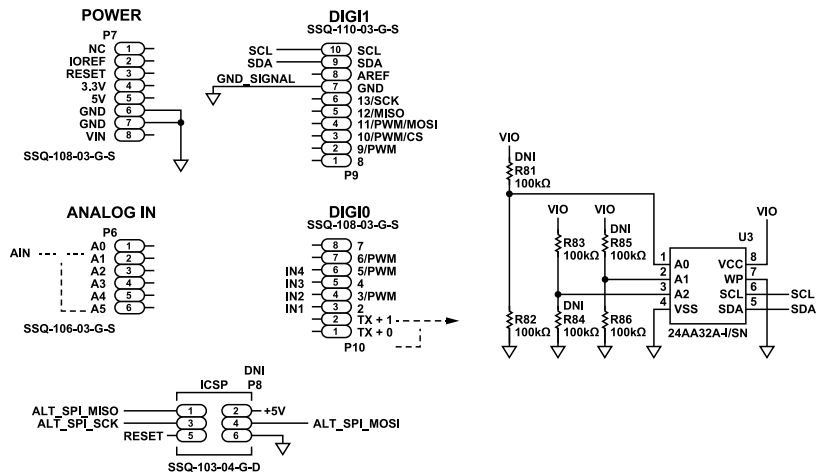 POWER
P7
NC 1
IOREF 2
RESET 3
3.3V 4
5V 5
GND 6
GND 7
VIN 8
SSQ-108-03-G-S
DIGI1
SSQ-110-03-G-S
SCL 10 SCL
SDA 9 SDA
8 AREF
GND_SIGNAL 7 GND
6 13/SCK
5 12/MISO
4 11/PWM/MOSI
3 10/PWM/CS
2 9/PWM
1 8
P9
ANALOG IN
P6
A0 1
AIN A1 2
A2 3
A3 4
A4 5
A5 6
SSQ-106-03-G-S
DIGI0
SSQ-108-03-G-S
8 7
7 6/PWM
IN4 6 5/PWM
IN3 5 4
IN2 4 3/PWM
IN1 3 2
2 TX + 1
1 TX + 0
P10
VIO
DNI
R81
100kΩ
VIO
R83
100kΩ
VIO
DNI
R85
100kΩ
R82
100kΩ
DNI
R84
100kΩ
R86
100kΩ
U3
VIO
1 A0 VCC 8
2 A1 WP 7
3 A2 SCL 6 SCL
4 VSS SDA 5 SDA
24AA32A-I/SN
DNI
ICSP P8
ALT_SPI_MISO 1 2 +5V
ALT_SPI_SCK 3 4 ALT_SPI_MOSI
RESET 5 6
SSQ-103-04-G-D